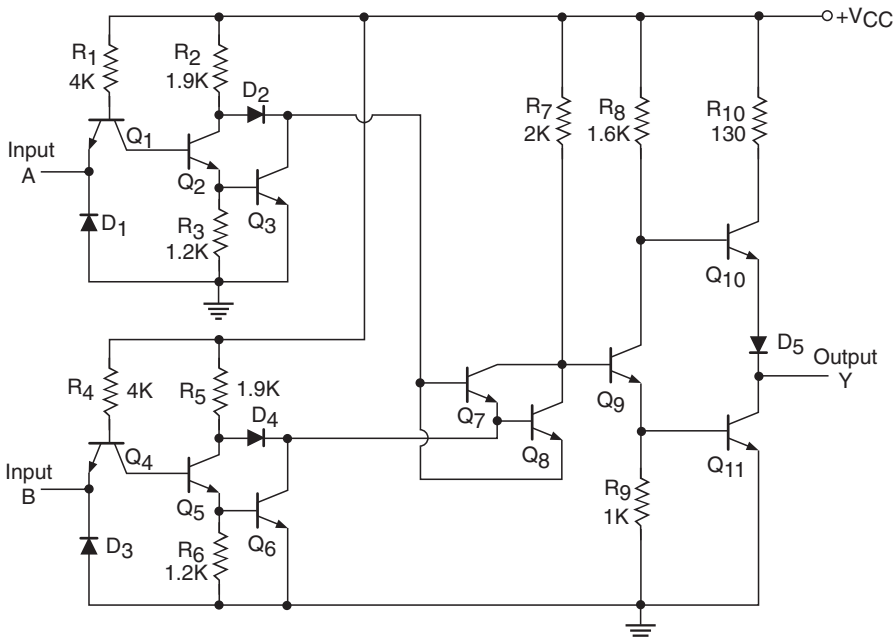 +VCC
R1
4K
R2
1.9K
D2
Q1
Input
A
Q2
Q3
D1
R3
1.2K
R7
2K
R8
1.6K
R10
130
Q10
D5
Output
Y
R4
4K
R5
1.9K
D4
Q7
Q8
Q9
Q11
Q4
Input
B
Q5
Q6
D3
R6
1.2K
R9
1K